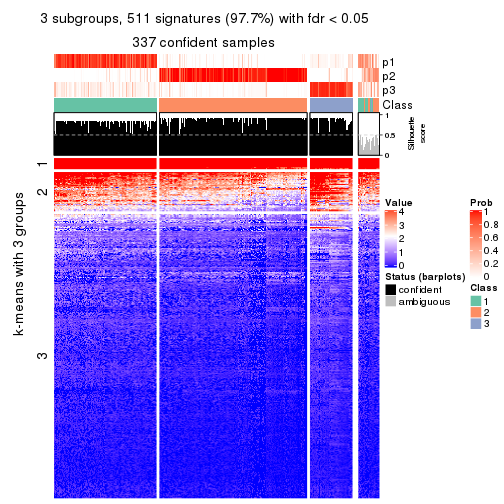 3 subgroups, 511 signatures (97.7%) with fdr < 0.05
337 confident samples
p1
p2
p3
Class
1
0.5
0
Silhouette
score
k-means with 3 groups
1
2
3
Value
4
3
2
1
0
Status (barplots)
confident
ambiguous
Prob
1
0.8
0.6
0.4
0.2
0
Class
1
2
3